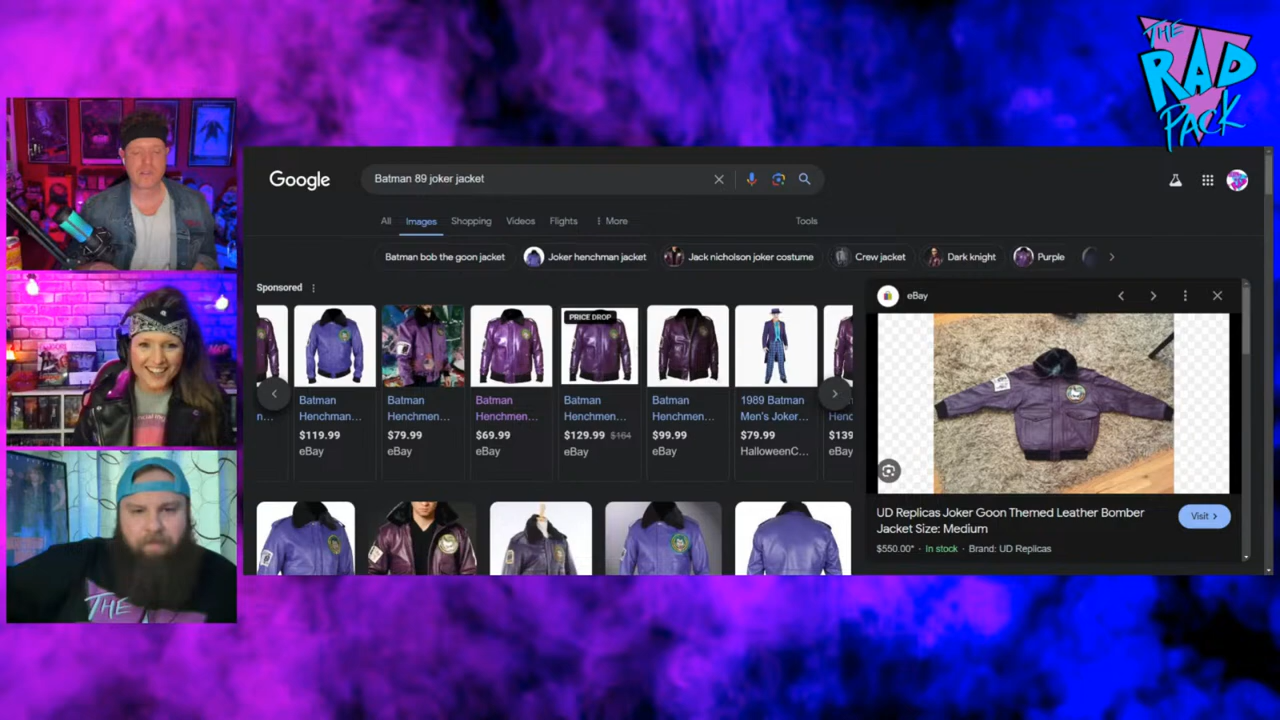 THE
RAD
PACK
Google
Batman 89 joker jacket
All Images Shopping Videos Flights More
Tools
Batman bob the goon jacket Joker henchman jacket Jack nicholson joker costume Crew jacket Dark knight Purple
Sponsored
PRICE DROP
n...
Batman
Henchman...
$119.99
eBay
Batman
Henchmen...
$79.99
eBay
Batman
Henchmen...
$69.99
eBay
Batman
Henchmen...
$129.99 $164
eBay
Batman
Henchmen...
$99.99
eBay
1989 Batman
Men's Joker...
$79.99
HalloweenC...
$139
eBay
eBay
UD Replicas Joker Goon Themed Leather Bomber
Jacket Size: Medium
Visit
$550.00* · In stock · Brand: UD Replicas
THE